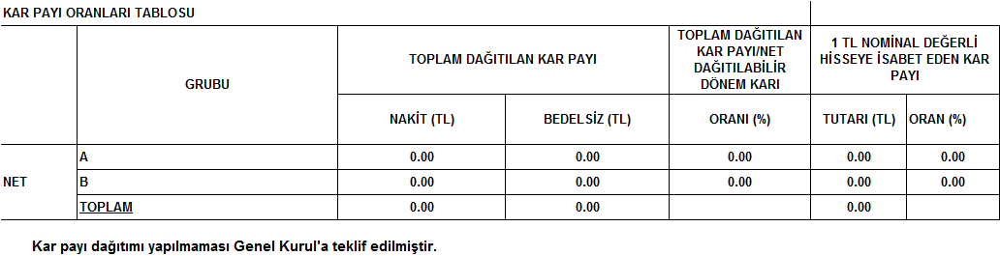 KAR PAYI ORANLARI TABLOSU
GRUBU
TOPLAM DAĞITILAN KAR PAYI
TOPLAM DAĞITILAN
KAR PAYI/NET
DAĞITILABİLİR
DÖNEM KARI
1 TL NOMİNAL DEĞERLİ
HİSSEYE İSABET EDEN KAR
PAYI
NAKİT (TL) BEDELSİZ (TL) ORANI (%) TUTARI (TL) ORAN (%)
NET
A 0.00 0.00 0.00 0.00 0.00
B 0.00 0.00 0.00 0.00 0.00
TOPLAM 0.00 0.00 0.00
Kar payı dağıtımı yapılmaması Genel Kurul'a teklif edilmiştir.